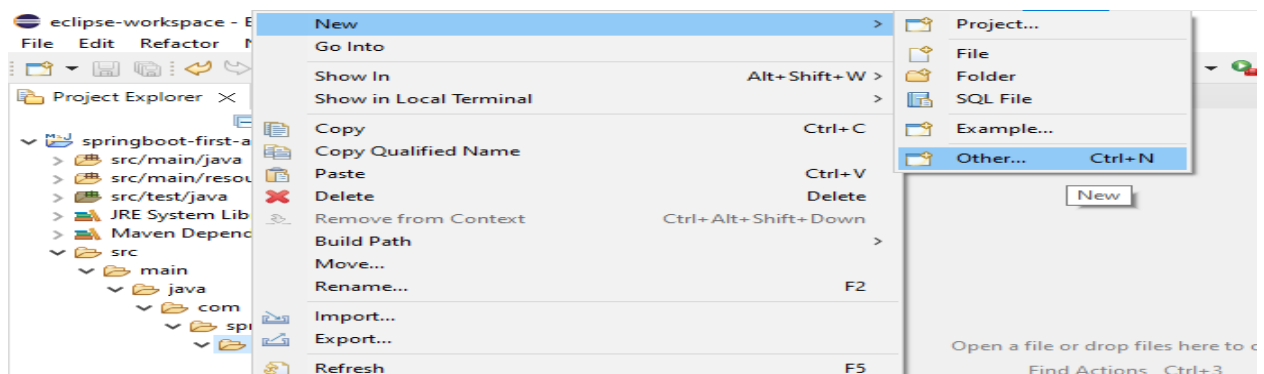 eclipse-workspace - E
File Edit Refactor N
Project Explorer
springboot-first-a
src/main/java
src/main/resou
src/test/java
JRE System Lib
Maven Depend
src
main
java
com
spr
New
Go Into
Show In Alt+Shift+W >
Show in Local Terminal >
Copy Ctrl+C
Copy Qualified Name
Paste Ctrl+V
Delete Delete
Remove from Context Ctrl+Alt+Shift+Down
Build Path >
Move...
Rename... F2
Import...
Export...
Refresh F5
Project...
File
Folder
SQL File
Example...
Other... Ctrl+N
New
Open a file or drop files here to o
Find Actions Ctrl+3